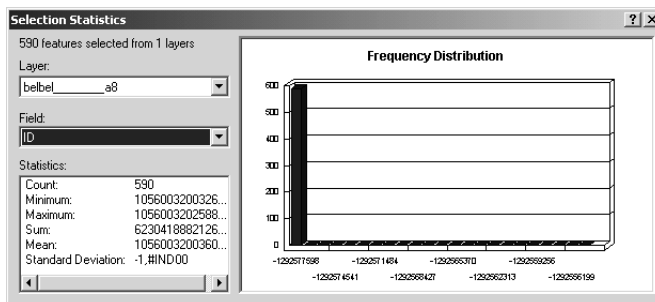 Selection Statistics
590 features selected from 1 layers
Layer:
belbel_______a8
Field:
ID
Statistics:
Count: 590
Minimum: 1056003200326...
Maximum: 1056003202588...
Sum: 6230418882126...
Mean: 1056003200360...
Standard Deviation: -1,#IND00
Frequency Distribution
600
500
400
300
200
100
0
-1292577598 -1292571484 -1292565370 -1292559256
-1292574541 -1292568427 -1292562313 -1292556199